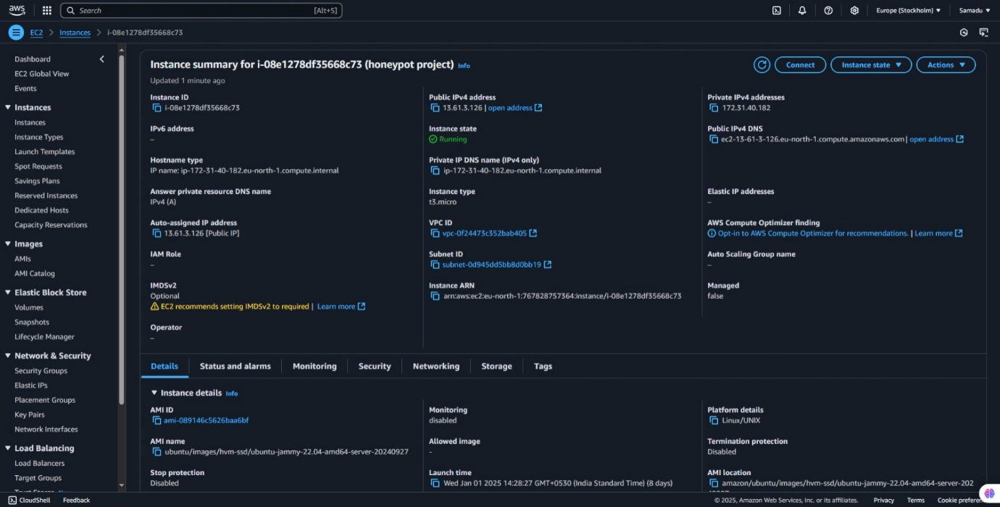 aws
Search [Alt+S]
Europe (Stockholm) Samadu
EC2 > Instances > i-08e1278df35668c73
Dashboard
EC2 Global View
Events
Instances
Instances
Instance Types
Launch Templates
Spot Requests
Savings Plans
Reserved Instances
Dedicated Hosts
Capacity Reservations
Images
AMIs
AMI Catalog
Elastic Block Store
Volumes
Snapshots
Lifecycle Manager
Network & Security
Security Groups
Elastic IPs
Placement Groups
Key Pairs
Network Interfaces
Load Balancing
Load Balancers
Target Groups
Instance summary for i-08e1278df35668c73 (honeypot project) Info
Updated 1 minute ago
Connect Instance state Actions
Instance ID
i-08e1278df35668c73
Public IPv4 address
13.61.3.126 | open address
Private IPv4 addresses
172.31.40.182
IPv6 address
–
Instance state
Running
Public IPv4 DNS
ec2-13-61-3-126.eu-north-1.compute.amazonaws.com | open address
Hostname type
IP name: ip-172-31-40-182.eu-north-1.compute.internal
Private IP DNS name (IPv4 only)
ip-172-31-40-182.eu-north-1.compute.internal
Answer private resource DNS name
IPv4 (A)
Instance type
t3.micro
Elastic IP addresses
–
Auto-assigned IP address
13.61.3.126 [Public IP]
VPC ID
vpc-0f24473c352bab405
AWS Compute Optimizer finding
Opt-in to AWS Compute Optimizer for recommendations. | Learn more
IAM Role
–
Subnet ID
subnet-0d945dd5bb8d0bb19
Auto Scaling Group name
–
IMDSv2
Optional
EC2 recommends setting IMDSv2 to required | Learn more
Instance ARN
arn:aws:ec2:eu-north-1:767828757364:instance/i-08e1278df35668c73
Managed
false
Operator
–
Details Status and alarms Monitoring Security Networking Storage Tags
Instance details Info
AMI ID
ami-089146c5626baa6bf
Monitoring
disabled
Platform details
Linux/UNIX
AMI name
ubuntu/images/hvm-ssd/ubuntu-jammy-22.04-amd64-server-20240927
Allowed image
-
Termination protection
Disabled
Stop protection
Disabled
Launch time
Wed Jan 01 2025 14:28:27 GMT+0530 (India Standard Time) (8 days)
AMI location
amazon/ubuntu/images/hvm-ssd/ubuntu-jammy-22.04-amd64-server-202
CloudShell Feedback
© 2025, Amazon Web Services, Inc. or its affiliates. Privacy Terms Cookie